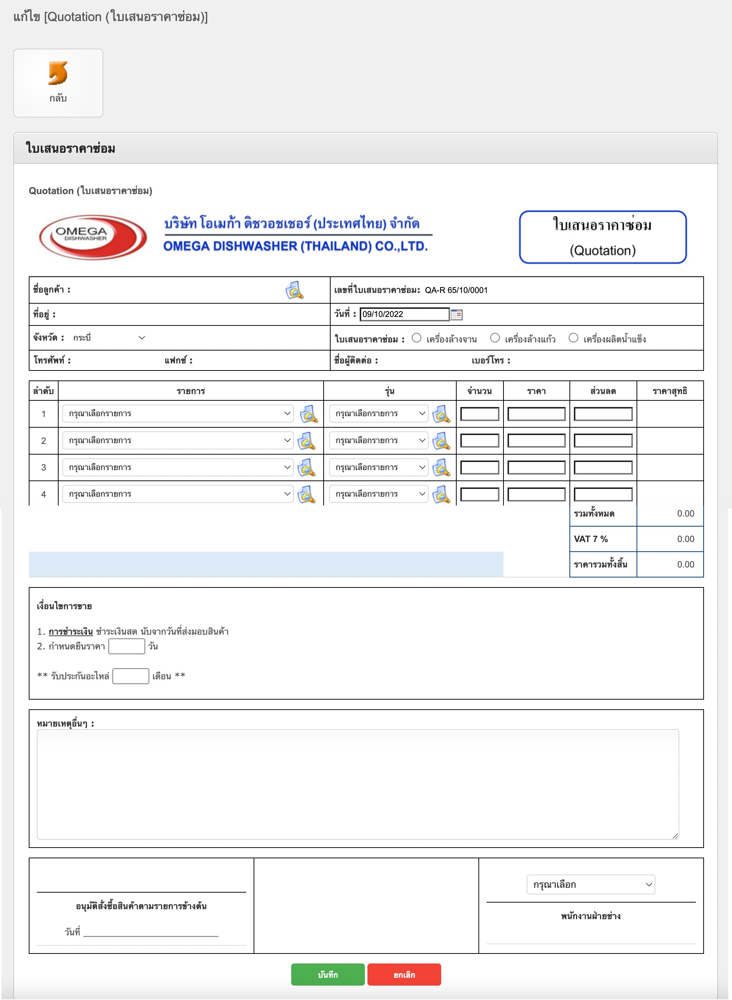 แก้ไข [Quotation (ใบเสนอราคาซ่อม)]
กลับ
ใบเสนอราคาซ่อม
Quotation (ใบเสนอราคาซ่อม)
OMEGA
DISHWASHER
บริษัท โอเมก้า ดิชวอชเชอร์ (ประเทศไทย) จำกัด
OMEGA DISHWASHER (THAILAND) CO.,LTD.
ใบเสนอราคาซ่อม
(Quotation)
ชื่อลูกค้า :
เลขที่ใบเสนอราคาซ่อม: QA-R 65/10/0001
ที่อยู่ :
วันที่ : 09/10/2022
จังหวัด : กระบี่
ใบเสนอราคาซ่อม : เครื่องล้างจาน เครื่องล้างแก้ว เครื่องผลิตน้ำแข็ง
โทรศัพท์ : แฟกซ์ :
ชื่อผู้ติดต่อ : เบอร์โทร :
ลำดับ รายการ รุ่น จำนวน ราคา ส่วนลด ราคาสุทธิ
1 กรุณาเลือกรายการ กรุณาเลือกรายการ
2 กรุณาเลือกรายการ กรุณาเลือกรายการ
3 กรุณาเลือกรายการ กรุณาเลือกรายการ
4 กรุณาเลือกรายการ กรุณาเลือกรายการ
รวมทั้งหมด 0.00
VAT 7 % 0.00
ราคารวมทั้งสิ้น 0.00
เงื่อนไขการขาย
1. การชำระเงิน ชำระเงินสด นับจากวันที่ส่งมอบสินค้า
2. กำหนดยืนราคา วัน
** รับประกันอะไหล่ เดือน **
หมายเหตุอื่นๆ :
กรุณาเลือก
อนุมัติสั่งซื้อสินค้าตามรายการข้างต้น
พนักงานฝ่ายช่าง
วันที่
บันทึก ยกเลิก